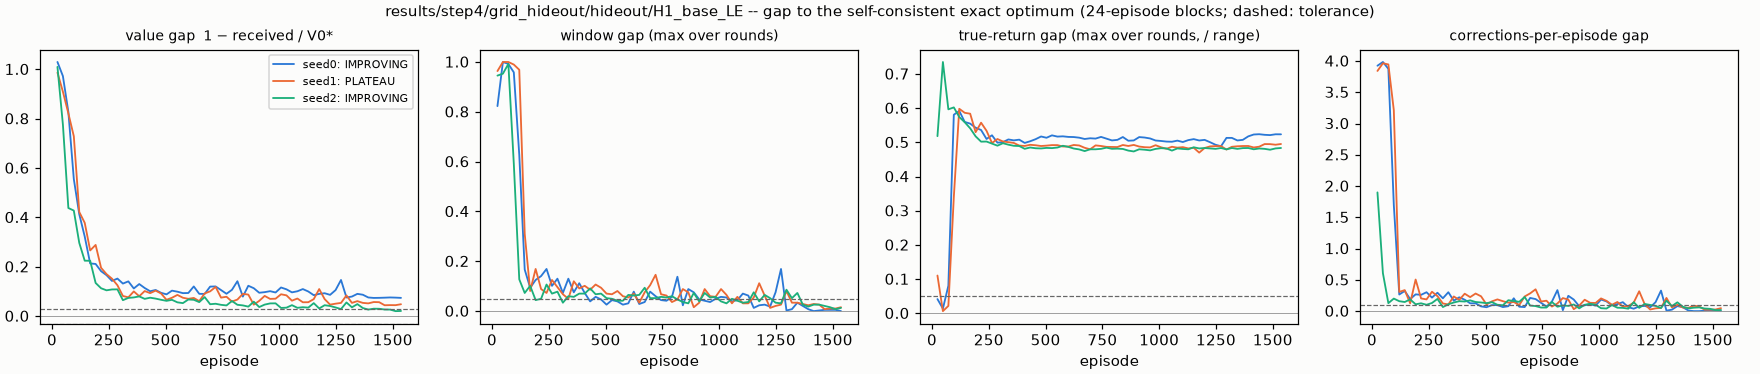 results/step4/grid_hideout/hideout/H1_base_LE -- gap to the self-consistent exact optimum (24-episode blocks; dashed: tolerance)
value gap 1 − received / V0*
1.0
0.8
0.6
0.4
0.2
0.0
seed0: IMPROVING
seed1: PLATEAU
seed2: IMPROVING
0 250 500 750 1000 1250 1500
episode
window gap (max over rounds)
1.0
0.8
0.6
0.4
0.2
0.0
0 250 500 750 1000 1250 1500
episode
true-return gap (max over rounds, / range)
0.7
0.6
0.5
0.4
0.3
0.2
0.1
0.0
0 250 500 750 1000 1250 1500
episode
corrections-per-episode gap
4.0
3.5
3.0
2.5
2.0
1.5
1.0
0.5
0.0
0 250 500 750 1000 1250 1500
episode